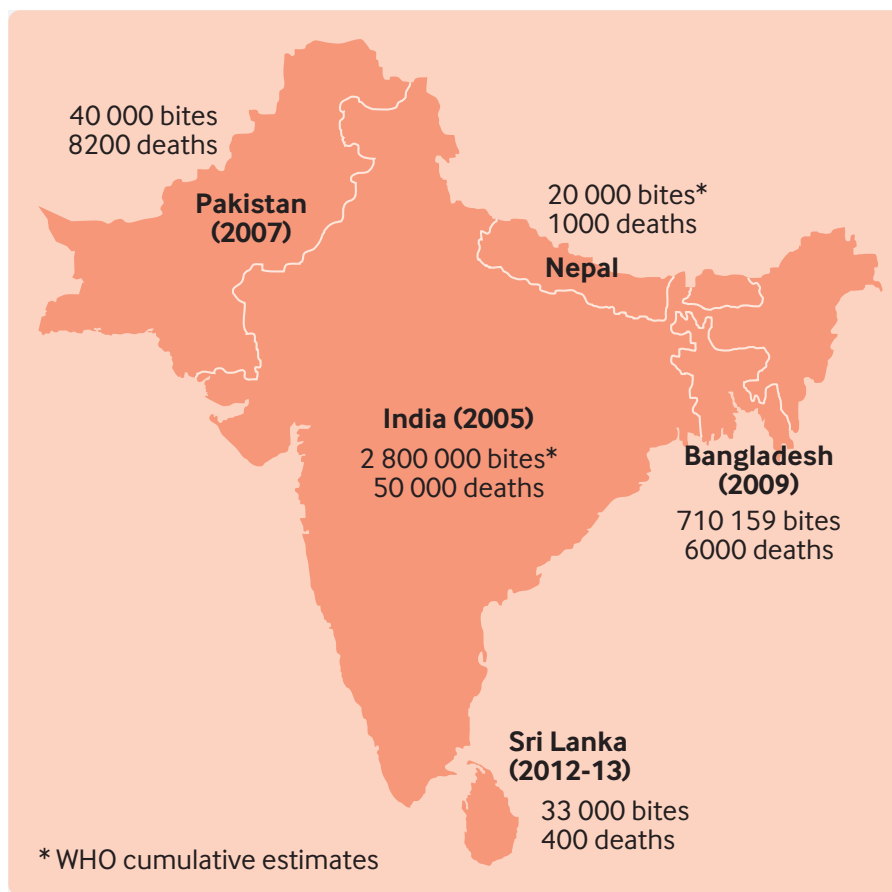 40 000 bites
8200 deaths
Pakistan
(2007)
20 000 bites*
1000 deaths
Nepal
India (2005)
2 800 000 bites*
50 000 deaths
Bangladesh
(2009)
710 159 bites
6000 deaths
Sri Lanka
(2012-13)
33 000 bites
400 deaths
* WHO cumulative estimates